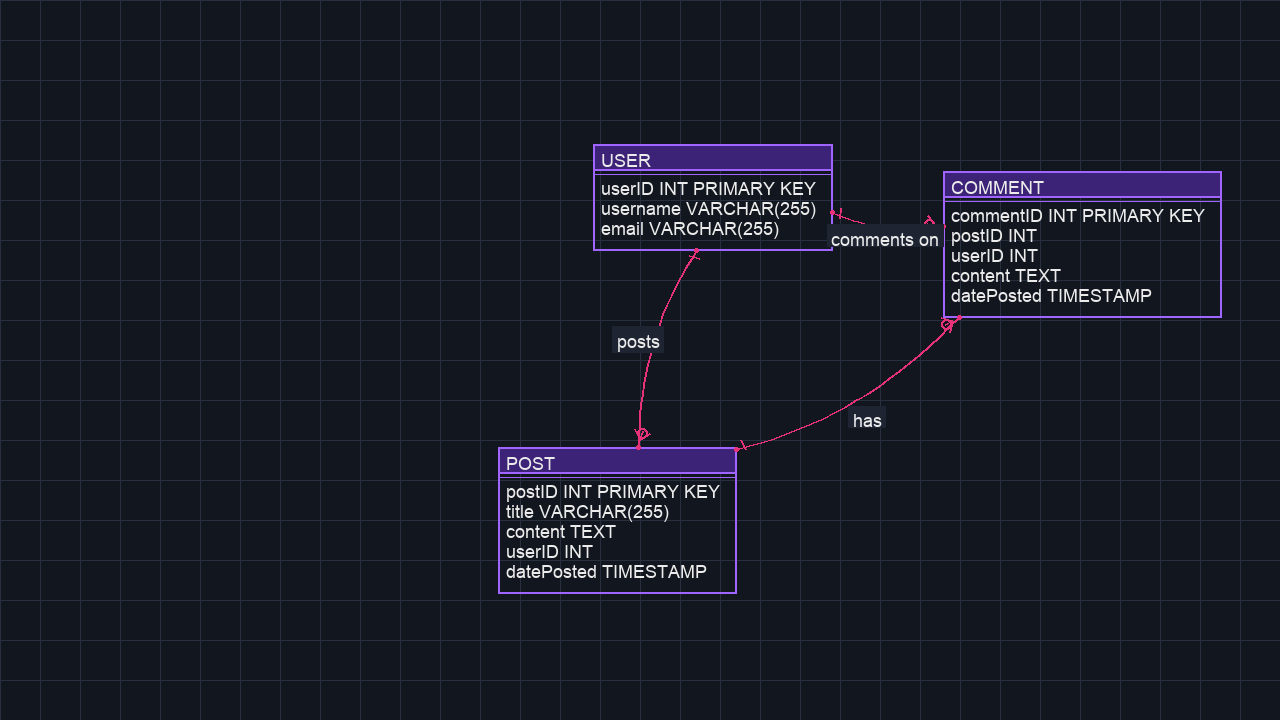 USER
userID INT PRIMARY KEY
username VARCHAR(255)
email VARCHAR(255)
COMMENT
commentID INT PRIMARY KEY
postID INT
userID INT
content TEXT
datePosted TIMESTAMP
comments on
posts
has
POST
postID INT PRIMARY KEY
title VARCHAR(255)
content TEXT
userID INT
datePosted TIMESTAMP